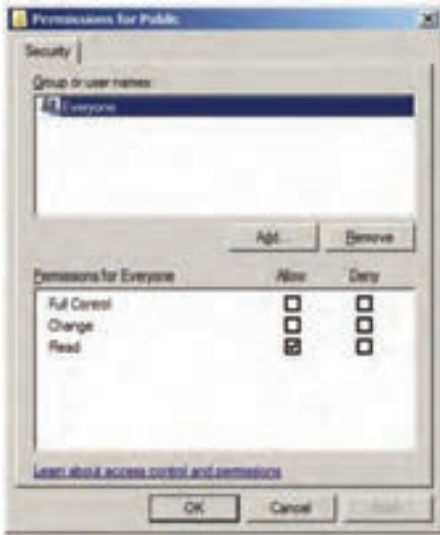 Permissions for Public
Security
Group or user names:
Everyone
Add...
Remove
Permissions for Everyone
Allow
Deny
Full Control
Change
Read
Learn about access control and permissions
OK
Cancel
Apply